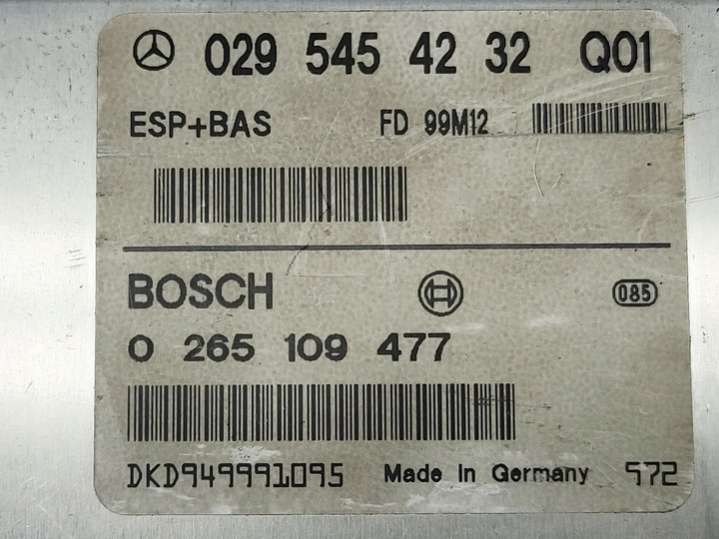 029 545 42 32 Q01
ESP+BAS FD 99M12
BOSCH 085
0 265 109 477
DKD949991095 Made in Germany 972